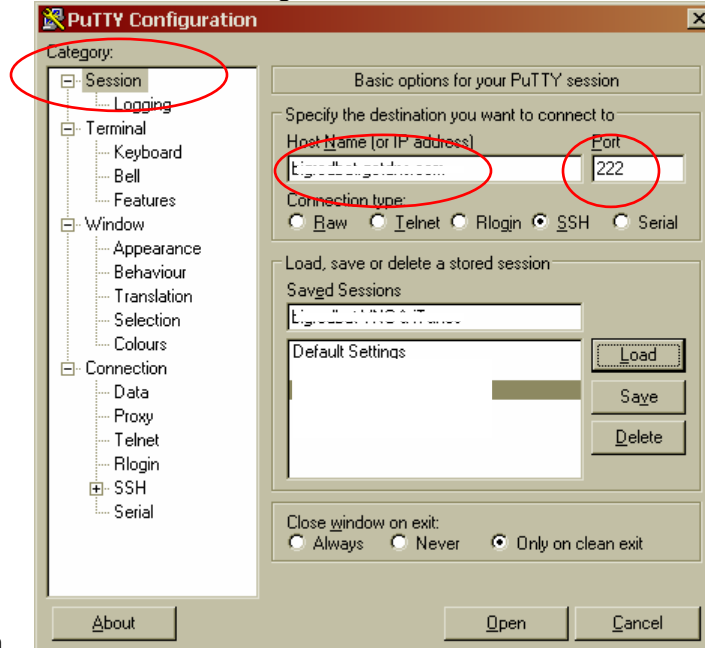 PuTTY Configuration
Category:
Session
Logging
Terminal
Keyboard
Bell
Features
Window
Appearance
Behaviour
Translation
Selection
Colours
Connection
Data
Proxy
Telnet
Rlogin
SSH
Serial
Basic options for your PuTTY session
Specify the destination you want to connect to
Host Name (or IP address) Port
222
Connection type:
Raw Telnet Rlogin SSH Serial
Load, save or delete a stored session
Saved Sessions
Default Settings
Load
Save
Delete
Close window on exit:
Always Never Only on clean exit
About Open Cancel